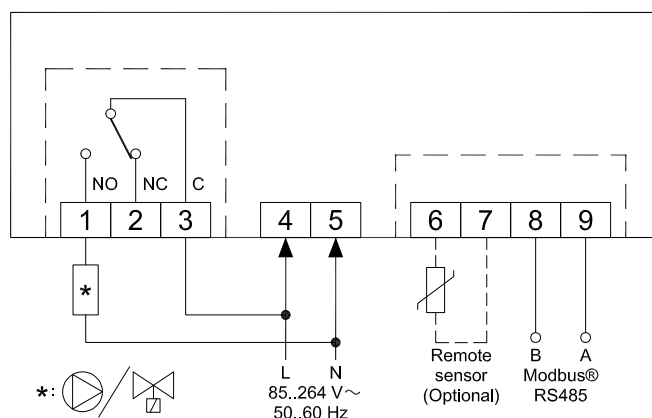 NO NC C
1 2 3 4 5 6 7 8 9
*
L N
85..264 V~
50..60 Hz
*:
Remote
sensor
(Optional)
B A
Modbus®
RS485